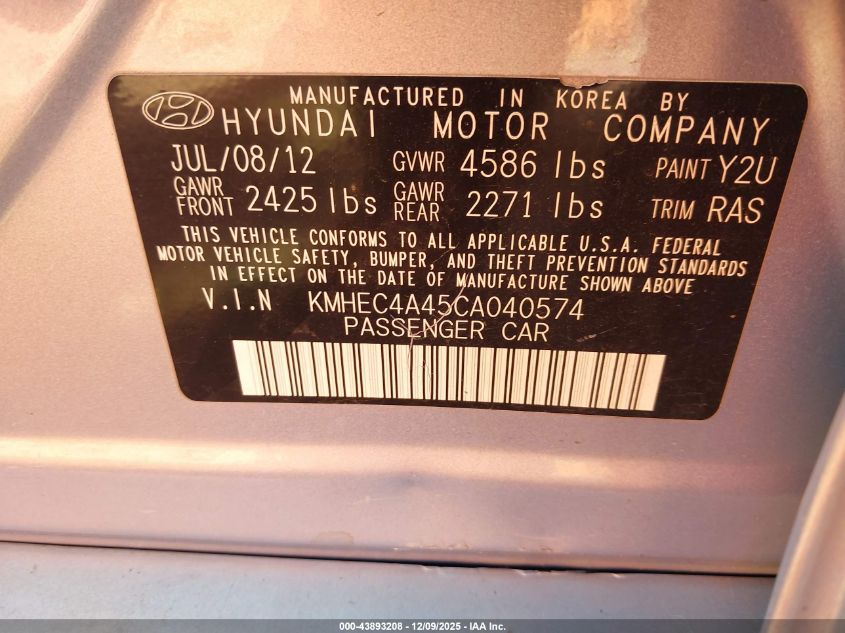 MANUFACTURED IN KOREA BY
HYUNDAI MOTOR COMPANY
JUL/08/12 GVWR 4586 lbs PAINT Y2U
GAWR FRONT 2425 lbs GAWR REAR 2271 lbs TRIM RAS
THIS VEHICLE CONFORMS TO ALL APPLICABLE U.S.A. FEDERAL
MOTOR VEHICLE SAFETY, BUMPER, AND THEFT PREVENTION STANDARDS
IN EFFECT ON THE DATE OF MANUFACTURE SHOWN ABOVE
V.I.N KMHEC4A45CA040574
PASSENGER CAR
000-43893208 - 12/09/2025 - IAA Inc.